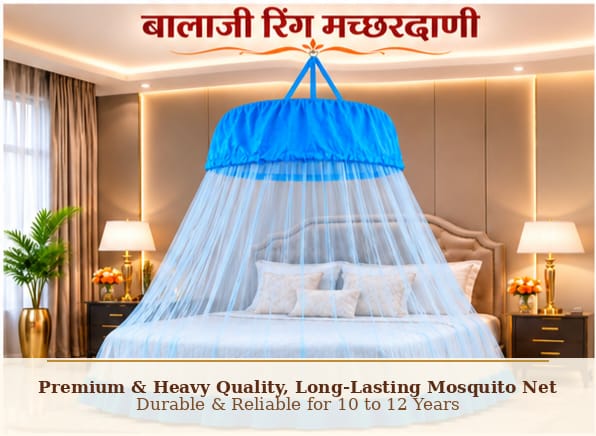 बालाजी रिंग मच्छरदाणी
Premium & Heavy Quality, Long-Lasting Mosquito Net
Durable & Reliable for 10 to 12 Years